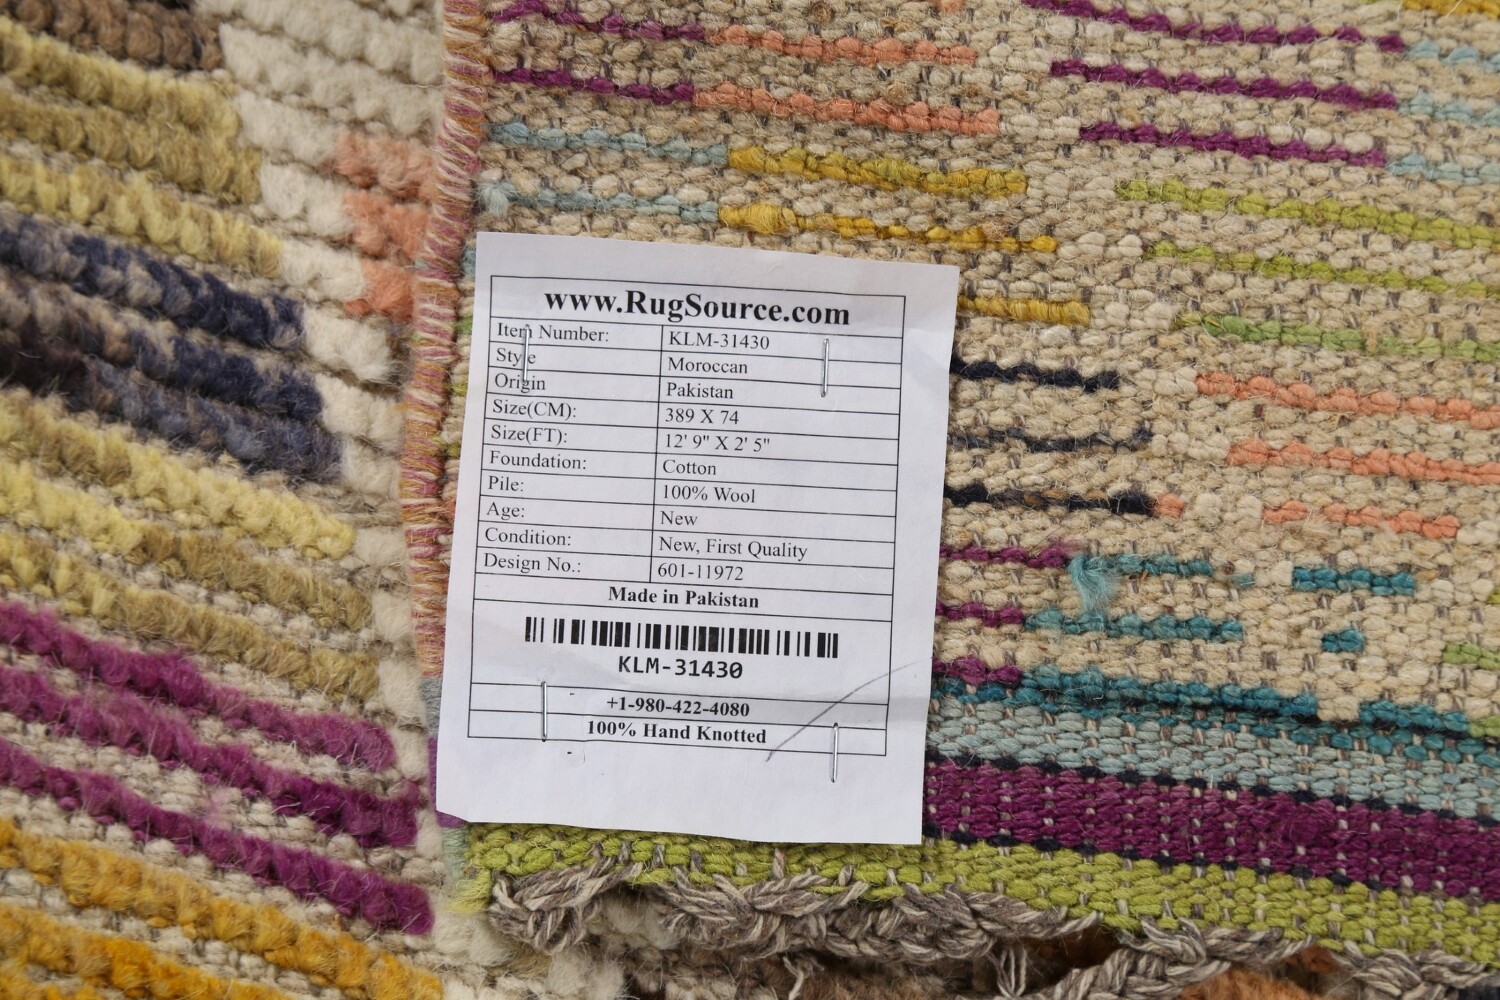 www.RugSource.com
Item Number: KLM-31430
Style Moroccan
Origin Pakistan
Size(CM): 389 X 74
Size(FT): 12' 9" X 2' 5"
Foundation: Cotton
Pile: 100% Wool
Age: New
Condition: New, First Quality
Design No.: 601-11972
Made in Pakistan
KLM-31430
+1-980-422-4080
100% Hand Knotted